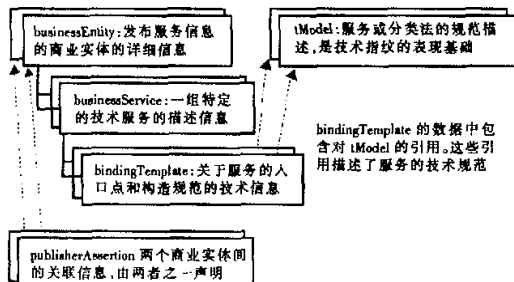 businessEntity:发布服务信息
的商业实体的详细信息
tModel:服务或分类法的规范描
述,是技术指纹的表现基础
businessService:一组特定
的技术服务的描述信息
bindingTemplate:关于服务的入
口点和构造规范的技术信息
bindingTemplate 的数据中包
含对 tModel 的引用。这些引
用描述了服务的技术规范
publisherAssertion 两个商业实体间
的关联信息,由两者之一声明